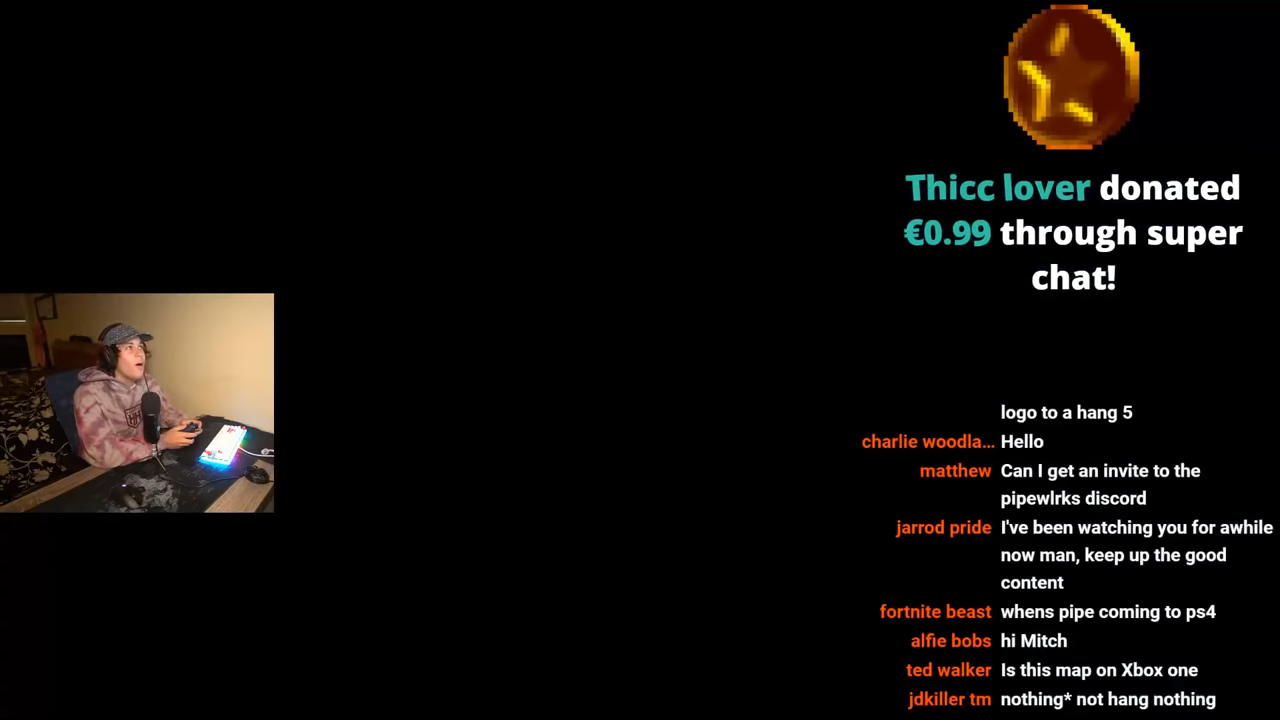 Thicc lover donated
€0.99 through super
chat!
logo to a hang 5
charlie woodla... Hello
matthew Can I get an invite to the
pipewlrks discord
jarrod pride I've been watching you for awhile
now man, keep up the good
content
fortnite beast whens pipe coming to ps4
alfie bobs hi Mitch
ted walker Is this map on Xbox one
jdkiller tm nothing* not hang nothing